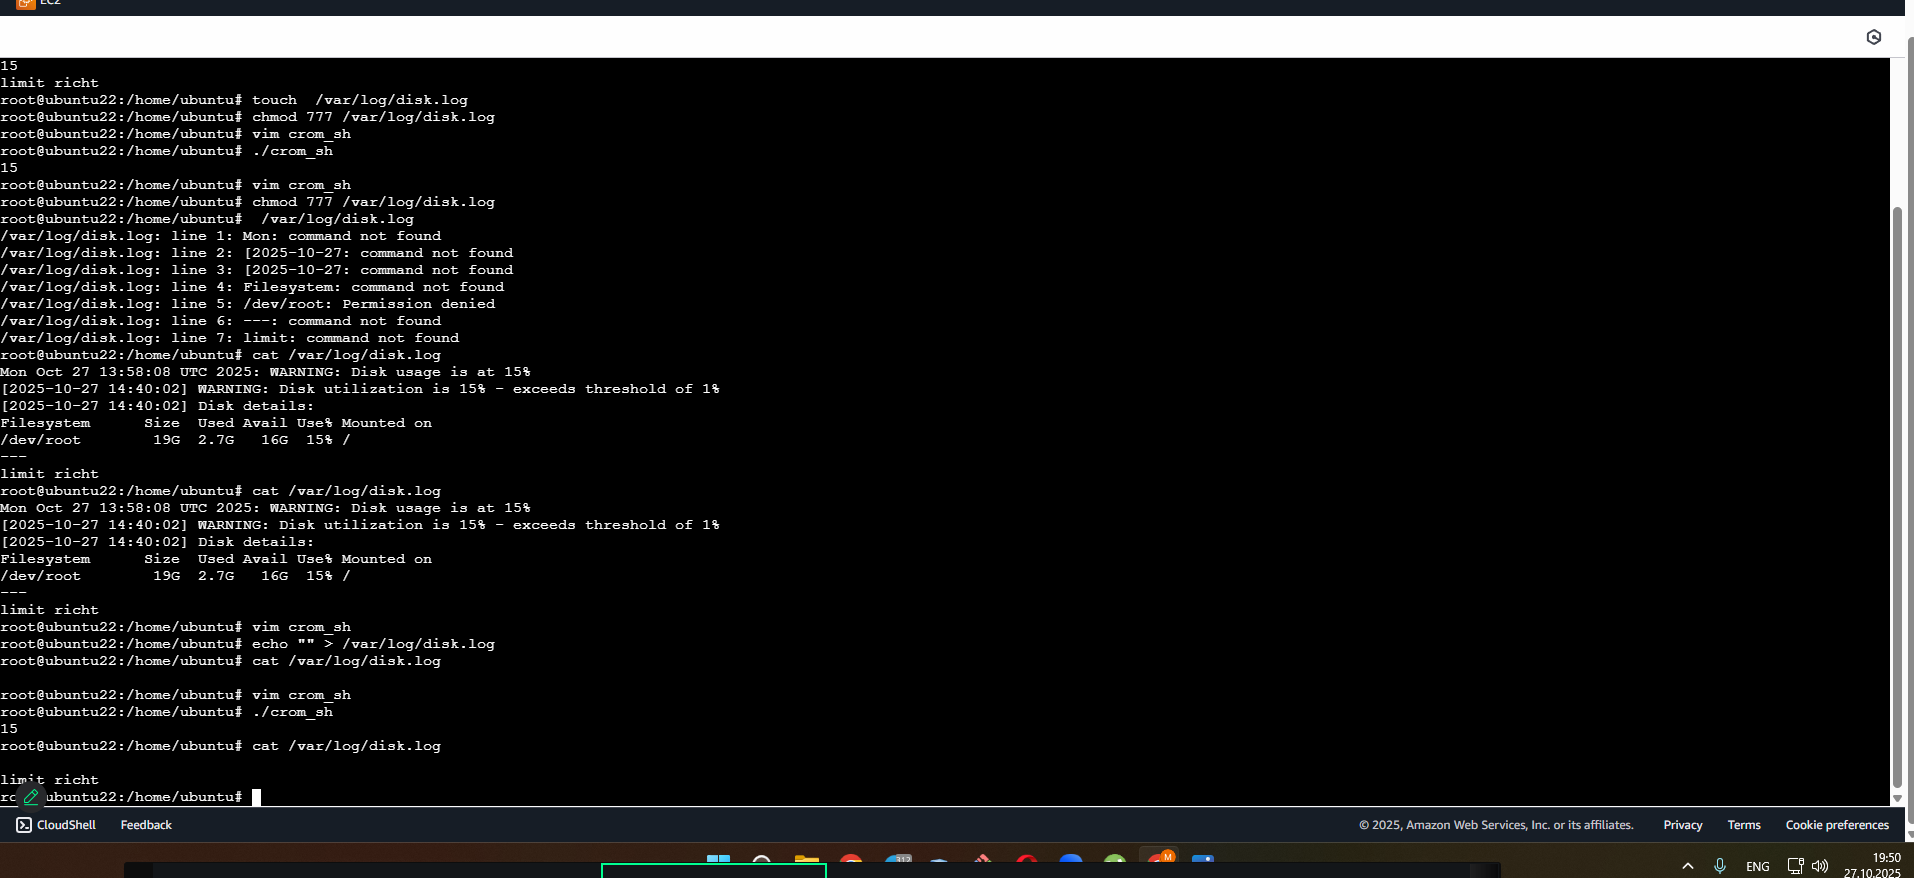 EC2
15
limit richt
root@ubuntu22:/home/ubuntu# touch  /var/log/disk.log
root@ubuntu22:/home/ubuntu# chmod 777 /var/log/disk.log
root@ubuntu22:/home/ubuntu# vim crom_sh
root@ubuntu22:/home/ubuntu# ./crom_sh
15
root@ubuntu22:/home/ubuntu# vim crom_sh
root@ubuntu22:/home/ubuntu# chmod 777 /var/log/disk.log
root@ubuntu22:/home/ubuntu#  /var/log/disk.log
/var/log/disk.log: line 1: Mon: command not found
/var/log/disk.log: line 2: [2025-10-27: command not found
/var/log/disk.log: line 3: [2025-10-27: command not found
/var/log/disk.log: line 4: Filesystem: command not found
/var/log/disk.log: line 5: /dev/root: Permission denied
/var/log/disk.log: line 6: ---: command not found
/var/log/disk.log: line 7: limit: command not found
root@ubuntu22:/home/ubuntu# cat /var/log/disk.log
Mon Oct 27 13:58:08 UTC 2025: WARNING: Disk usage is at 15%
[2025-10-27 14:40:02] WARNING: Disk utilization is 15% - exceeds threshold of 1%
[2025-10-27 14:40:02] Disk details:
Filesystem      Size  Used Avail Use% Mounted on
/dev/root        19G  2.7G   16G  15% /
---
limit richt
root@ubuntu22:/home/ubuntu# cat /var/log/disk.log
Mon Oct 27 13:58:08 UTC 2025: WARNING: Disk usage is at 15%
[2025-10-27 14:40:02] WARNING: Disk utilization is 15% - exceeds threshold of 1%
[2025-10-27 14:40:02] Disk details:
Filesystem      Size  Used Avail Use% Mounted on
/dev/root        19G  2.7G   16G  15% /
---
limit richt
root@ubuntu22:/home/ubuntu# vim crom_sh
root@ubuntu22:/home/ubuntu# echo "" > /var/log/disk.log
root@ubuntu22:/home/ubuntu# cat /var/log/disk.log
root@ubuntu22:/home/ubuntu# vim crom_sh
root@ubuntu22:/home/ubuntu# ./crom_sh
15
root@ubuntu22:/home/ubuntu# cat /var/log/disk.log
limit richt
ro ubuntu22:/home/ubuntu#
CloudShell Feedback © 2025, Amazon Web Services, Inc. or its affiliates. Privacy Terms Cookie preferences
312 M
ENG 19:50
27.10.2025